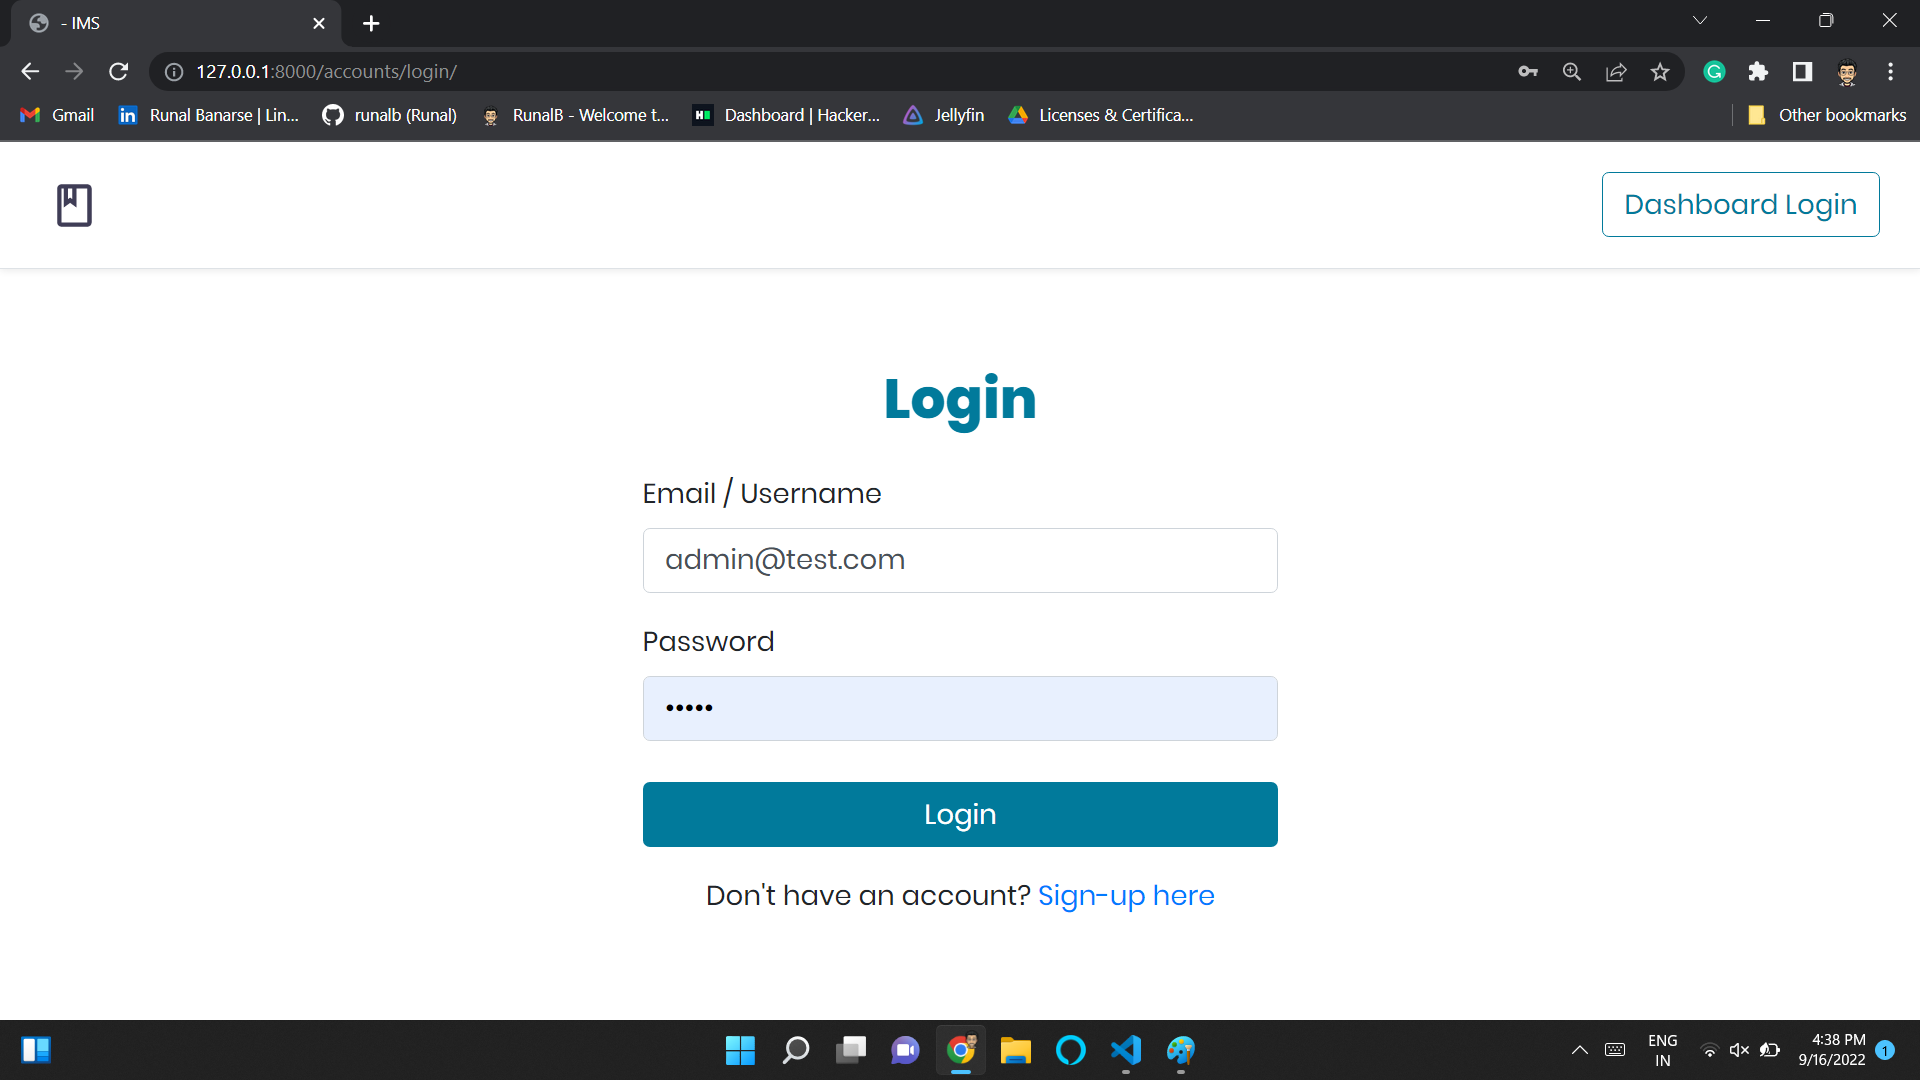 - IMS
127.0.0.1:8000/accounts/login/
Gmail
Runal Banarse | Lin...
runalb (Runal)
RunalB - Welcome t...
Dashboard | Hacker...
Jellyfin
Licenses & Certifica...
Other bookmarks
Dashboard Login
Login
Email / Username
admin@test.com
Password
•••••
Login
Don't have an account? Sign-up here
ENG
IN
4:38 PM
9/16/2022
1